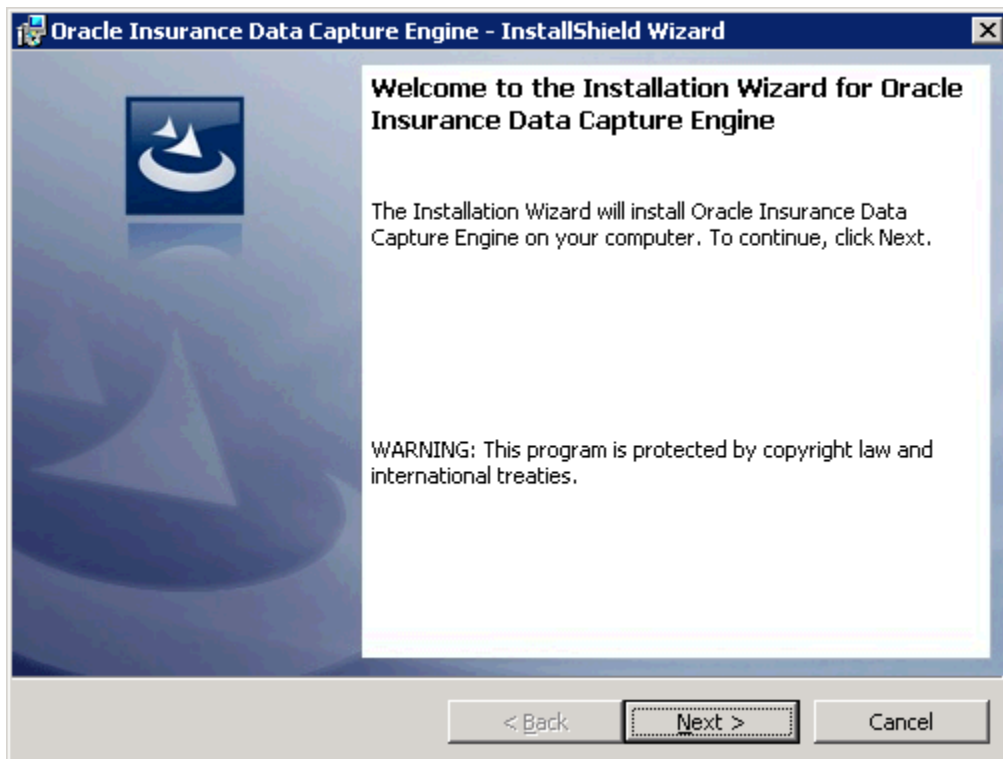 Oracle Insurance Data Capture Engine - InstallShield Wizard
Welcome to the Installation Wizard for Oracle
Insurance Data Capture Engine
The Installation Wizard will install Oracle Insurance Data
Capture Engine on your computer. To continue, click Next.
WARNING: This program is protected by copyright law and
international treaties.
< Back
Next >
Cancel